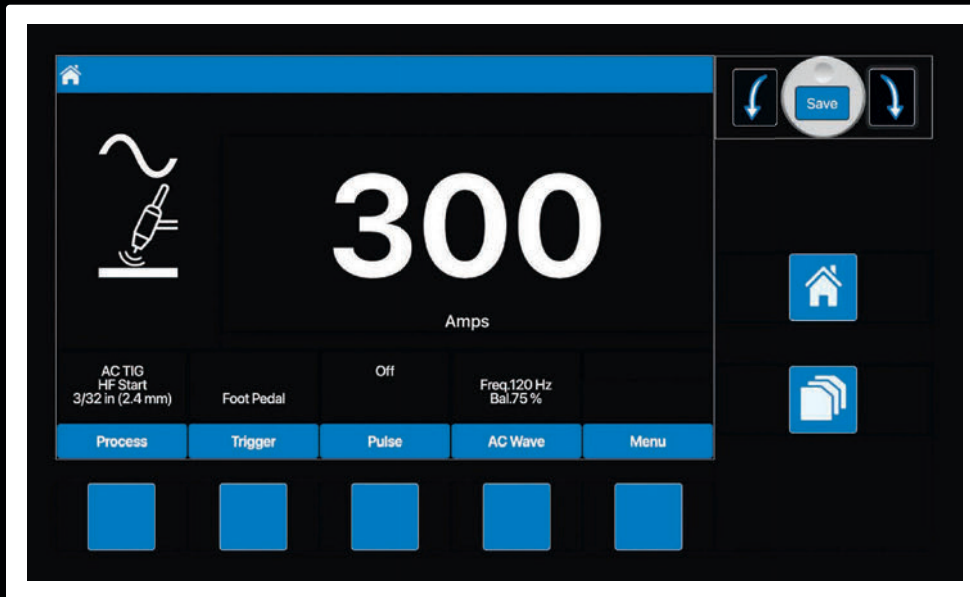 Save
300
Amps
AC TIG
HF Start
3/32 in (2.4 mm)
Foot Pedal
Off
Freq.120 Hz
Bal.75 %
Process
Trigger
Pulse
AC Wave
Menu